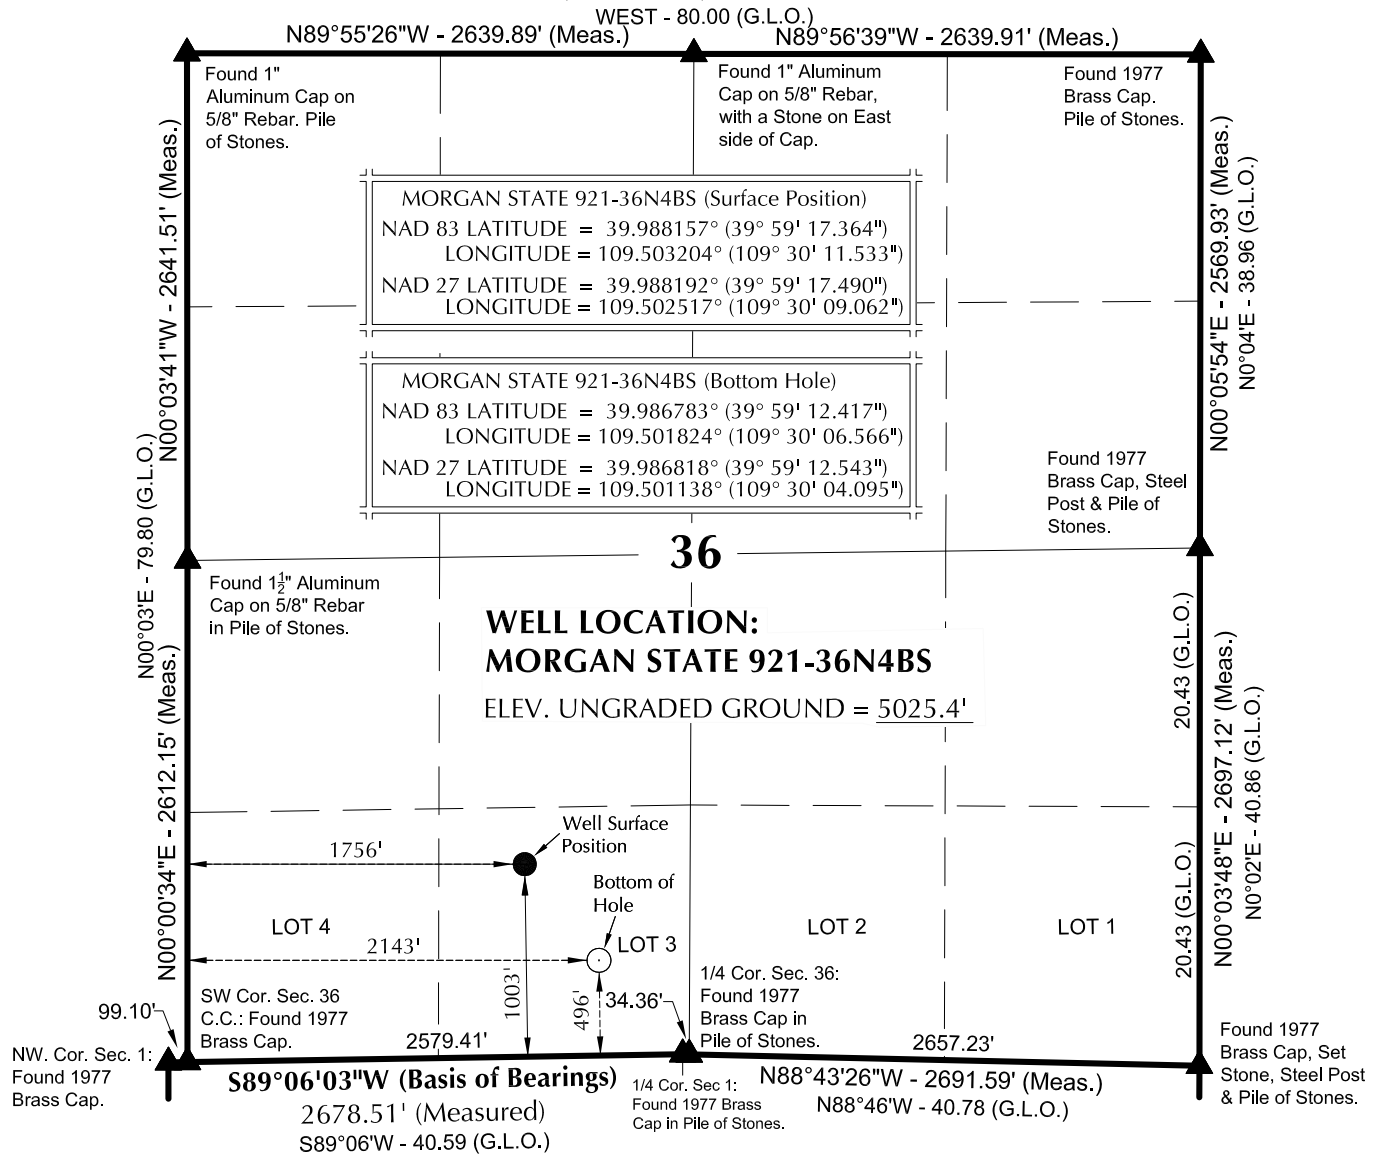 WEST - 80.00 (G.L.O.)
N89°55'26"W - 2639.89' (Meas.)
N89°56'39"W - 2639.91' (Meas.)
Found 1"
Aluminum Cap on
5/8" Rebar. Pile
of Stones.
Found 1" Aluminum
Cap on 5/8" Rebar,
with a Stone on East
side of Cap.
Found 1977
Brass Cap.
Pile of Stones.
N00°03'41"W - 2641.51' (Meas.)
N00°03'E - 79.80 (G.L.O.)
N00°05'54"E - 2569.93' (Meas.)
N0°04'E - 38.96 (G.L.O.)
MORGAN STATE 921-36N4BS (Surface Position)
NAD 83 LATITUDE = 39.988157° (39° 59' 17.364")
LONGITUDE = 109.503204° (109° 30' 11.533")
NAD 27 LATITUDE = 39.988192° (39° 59' 17.490")
LONGITUDE = 109.502517° (109° 30' 09.062")
MORGAN STATE 921-36N4BS (Bottom Hole)
NAD 83 LATITUDE = 39.986783° (39° 59' 12.417")
LONGITUDE = 109.501824° (109° 30' 06.566")
NAD 27 LATITUDE = 39.986818° (39° 59' 12.543")
LONGITUDE = 109.501138° (109° 30' 04.095")
Found 1977
Brass Cap, Steel
Post & Pile of
Stones.
36
Found 1½" Aluminum
Cap on 5/8" Rebar
in Pile of Stones.
WELL LOCATION:
MORGAN STATE 921-36N4BS
ELEV. UNGRADED GROUND = 5025.4'
N00°00'34"E - 2612.15' (Meas.)
20.43 (G.L.O.)
20.43 (G.L.O.)
N00°03'48"E - 2697.12' (Meas.)
N0°02'E - 40.86 (G.L.O.)
Well Surface
Position
1756'
Bottom of
Hole
LOT 4
LOT 3
LOT 2
LOT 1
2143'
1003'
496'
34.36'
99.10'
SW Cor. Sec. 36
C.C.: Found 1977
Brass Cap.
1/4 Cor. Sec. 36:
Found 1977
Brass Cap in
Pile of Stones.
2579.41'
2657.23'
NW. Cor. Sec. 1:
Found 1977
Brass Cap.
Found 1977
Brass Cap, Set
Stone, Steel Post
& Pile of Stones.
S89°06'03"W (Basis of Bearings)
2678.51' (Measured)
S89°06'W - 40.59 (G.L.O.)
1/4 Cor. Sec 1:
Found 1977 Brass
Cap in Pile of Stones.
N88°43'26"W - 2691.59' (Meas.)
N88°46'W - 40.78 (G.L.O.)